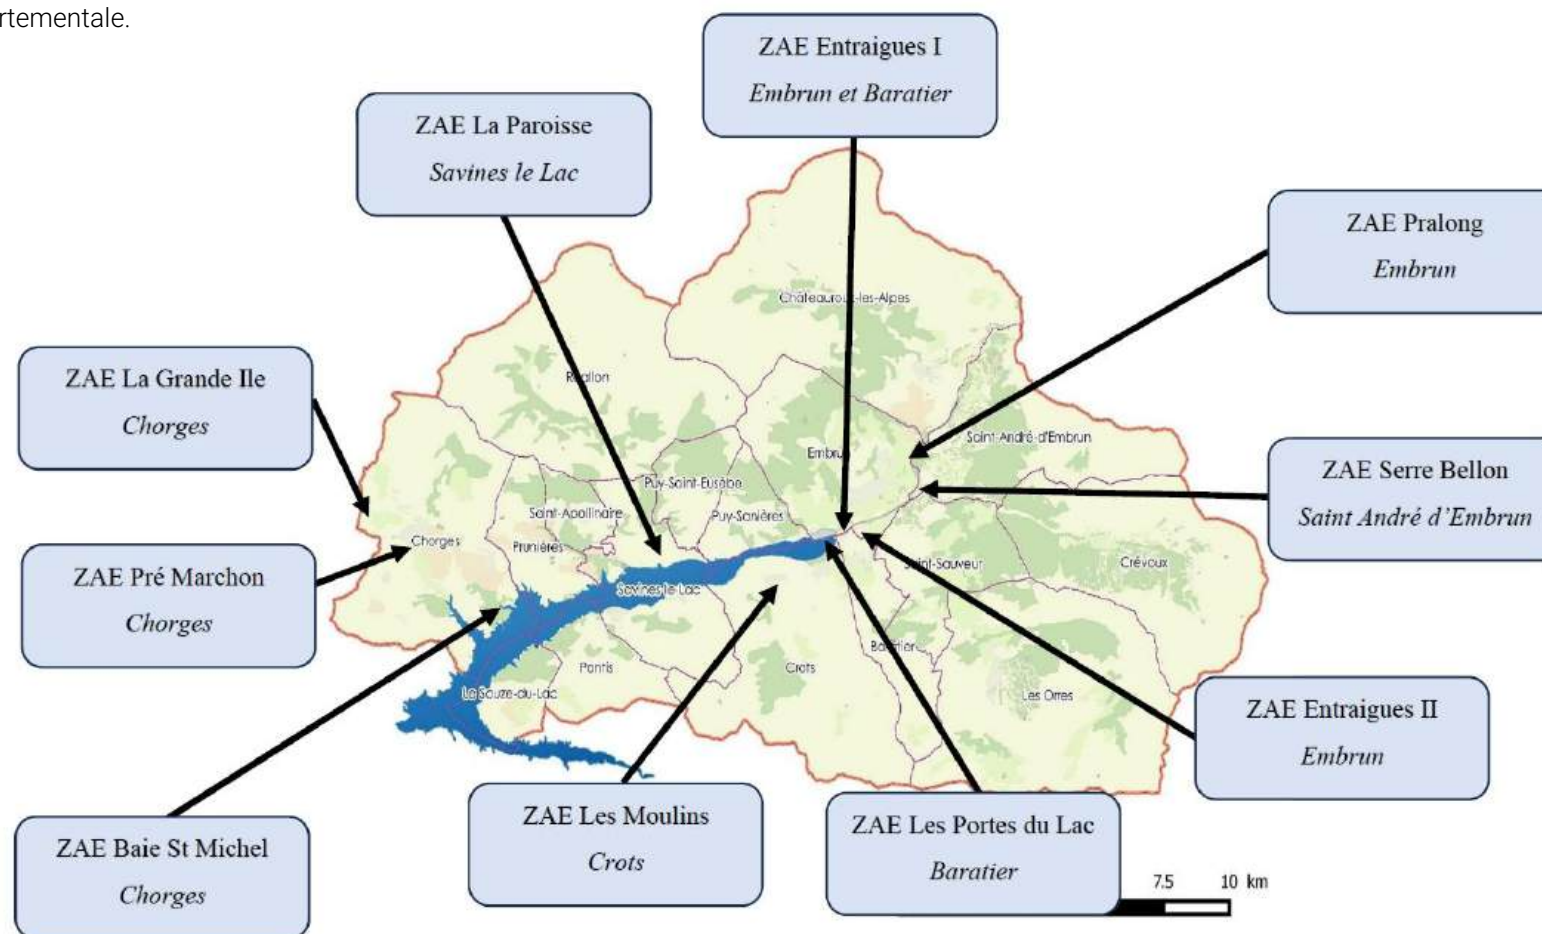 rtementale.
ZAE Entraigues I
Embrun et Baratier
ZAE La Paroisse
Savines le Lac
ZAE Pralong
Embrun
Châteauroux-les-Alpes
ZAE La Grande Ile
Chorges
Réallon
Saint-André-d'Embrun
Embrun
ZAE Serre Bellon
Saint André d'Embrun
Puy-Saint-Eusèbe
Saint-Apollinaire
Puy-Sanières
Chorges
Prunières
Saint-Sauveur
Crévoux
ZAE Pré Marchon
Chorges
Savines-le-Lac
Baratier
Pontis
Crots
Le Sauze-du-Lac
Les Orres
ZAE Entraigues II
Embrun
ZAE Les Moulins
Crots
ZAE Les Portes du Lac
Baratier
ZAE Baie St Michel
Chorges
7.5 10 km